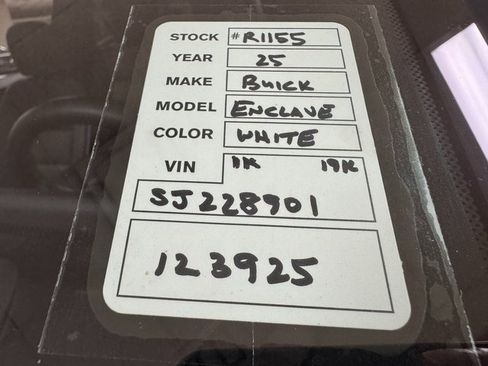 STOCK #R1155
YEAR 25
MAKE BUICK
MODEL ENCLAVE
COLOR WHITE
VIN 1K 19K
SJ228901
123925